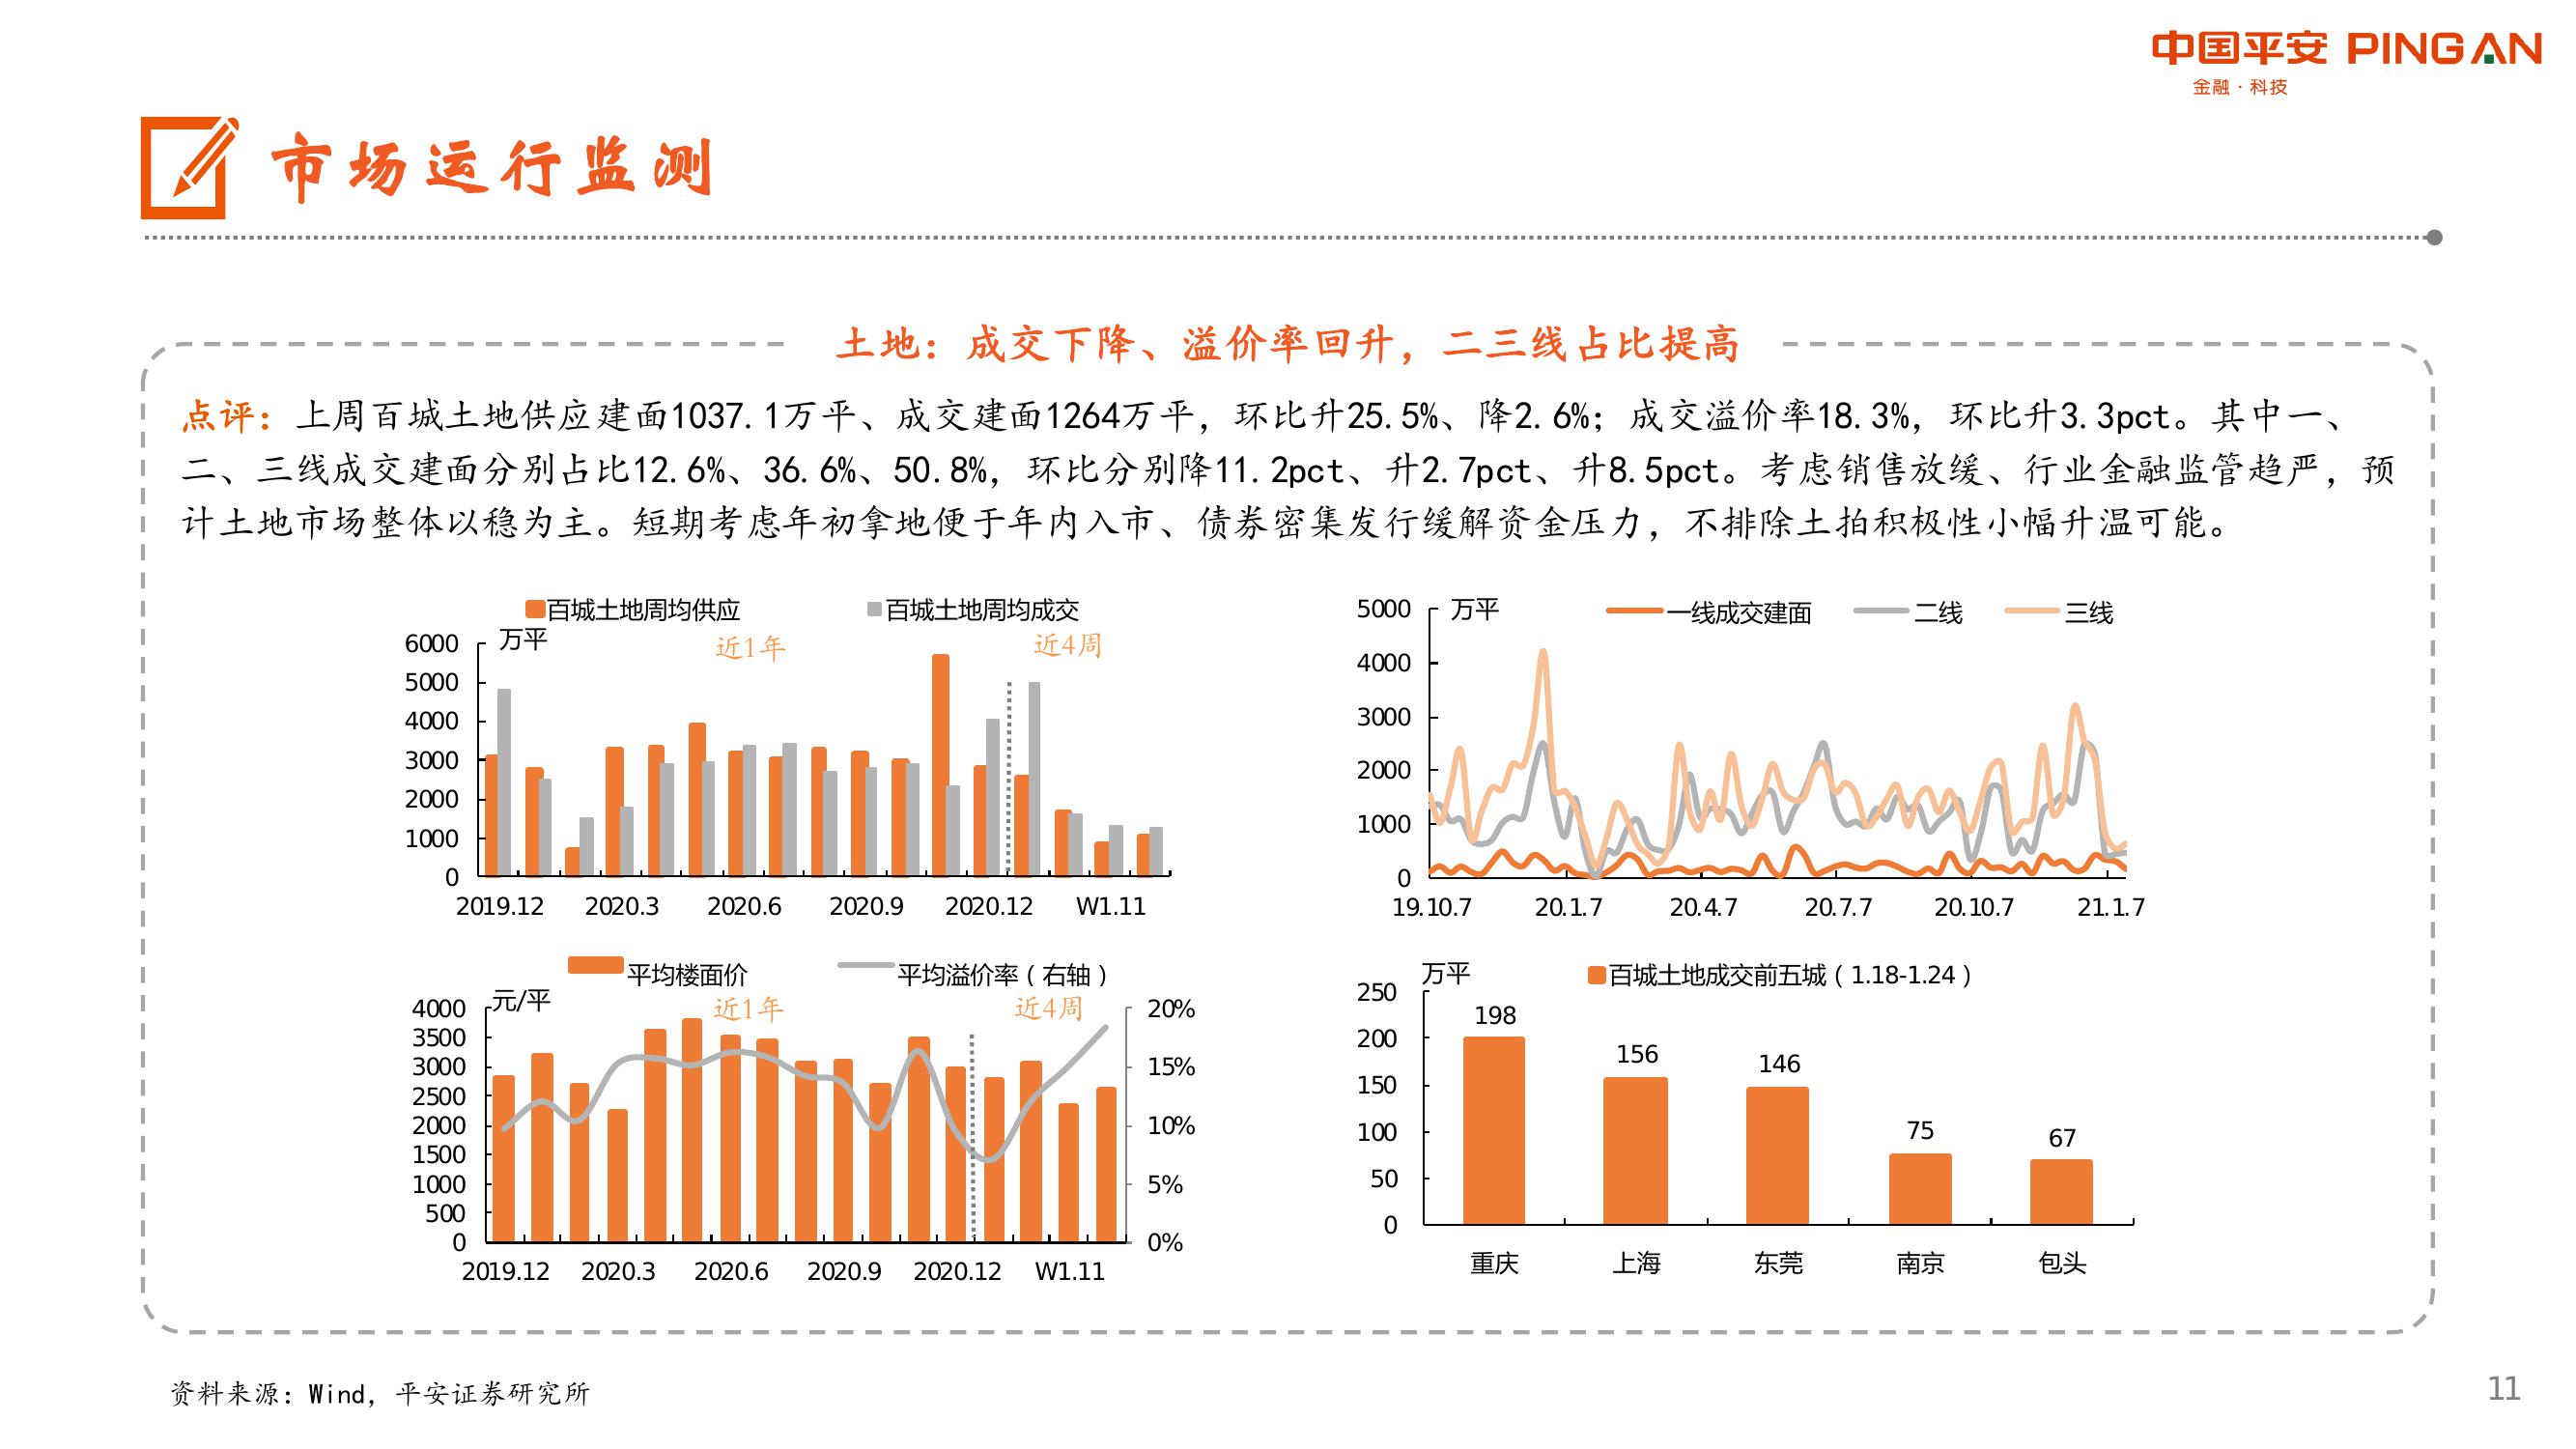 中国平安 PINGAN
金融·科技
市场运行监测
土地：成交下降、溢价率回升，二三线占比提高
点评：上周百城土地供应建面1037.1万平、成交建面1264万平，环比升25.5%、降2.6%；成交溢价率18.3%，环比升3.3pct。其中一、
二、三线成交建面分别占比12.6%、36.6%、50.8%，环比分别降11.2pct、升2.7pct、升8.5pct。考虑销售放缓、行业金融监管趋严，预
计土地市场整体以稳为主。短期考虑年初拿地便于年内入市、债券密集发行缓解资金压力，不排除土拍积极性小幅升温可能。
百城土地周均供应 百城土地周均成交
万平 近1年 近4周
6000
5000
4000
3000
2000
1000
0
2019.12 2020.3 2020.6 2020.9 2020.12 W1.11
万平 一线成交建面 二线 三线
5000
4000
3000
2000
1000
0
19.10.7 20.1.7 20.4.7 20.7.7 20.10.7 21.1.7
平均楼面价 平均溢价率（右轴）
元/平 近1年 近4周
4000
3500
3000
2500
2000
1500
1000
500
0
20%
15%
10%
5%
0%
2019.12 2020.3 2020.6 2020.9 2020.12 W1.11
万平 百城土地成交前五城（1.18-1.24）
250
200
150
100
50
0
198 156 146 75 67
重庆 上海 东莞 南京 包头
资料来源：Wind，平安证券研究所
11